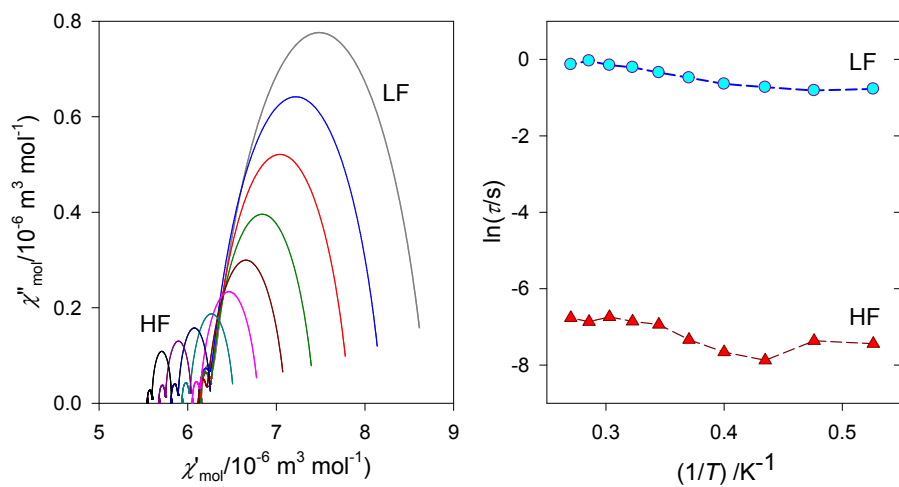 0.8
0.6
0.4
0.2
0.0
χ''mol/10⁻⁶ m³ mol⁻¹
LF
HF
5 6 7 8 9
χ'mol/10⁻⁶ m³ mol⁻¹)
0
-2
-4
-6
-8
ln(τ/s)
LF
HF
0.3 0.4 0.5
(1/T) /K⁻¹